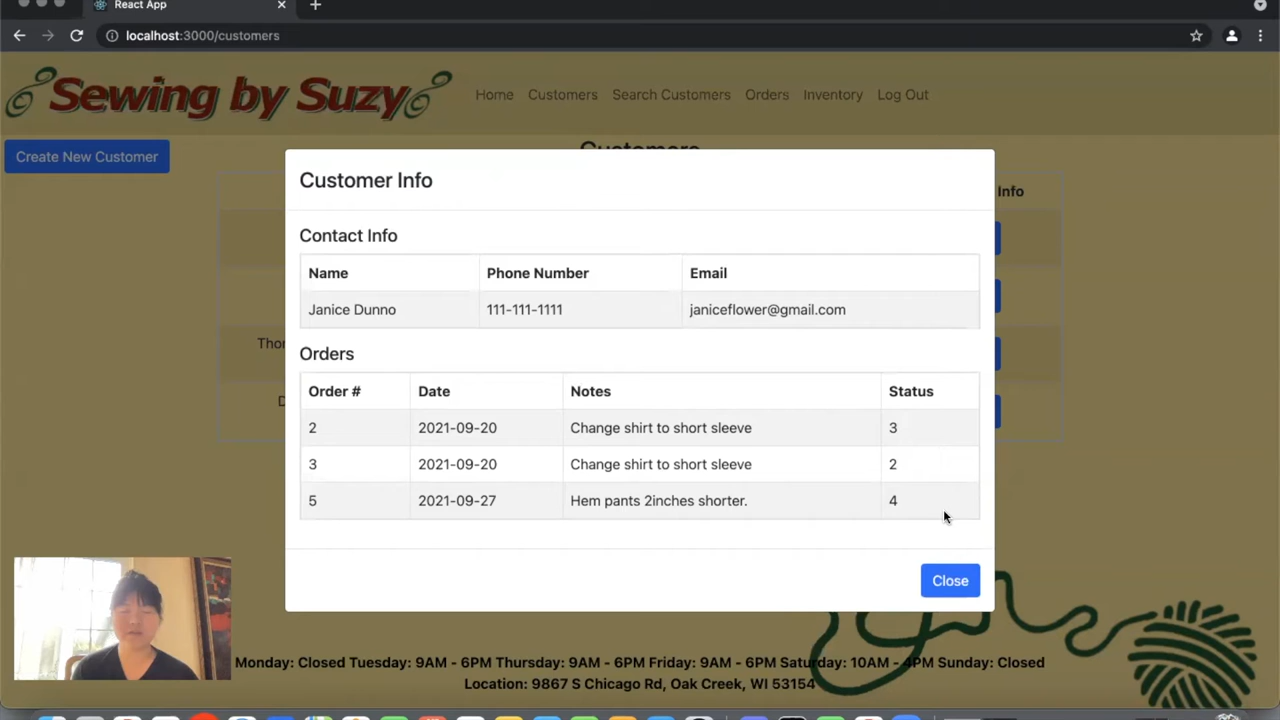 React App
localhost:3000/customers
Sewing by Suzy Home Customers Search Customers Orders Inventory Log Out
Create New Customer
Customers
Info
Customer Info
Contact Info
Name Phone Number Email
Janice Dunno 111-111-1111 janiceflower@gmail.com
Orders
Order # Date Notes Status
2 2021-09-20 Change shirt to short sleeve 3
3 2021-09-20 Change shirt to short sleeve 2
5 2021-09-27 Hem pants 2inches shorter. 4
Close
Monday: Closed Tuesday: 9AM - 6PM Thursday: 9AM - 6PM Friday: 9AM - 6PM Saturday: 10AM - 4PM Sunday: Closed
Location: 9867 S Chicago Rd, Oak Creek, WI 53154